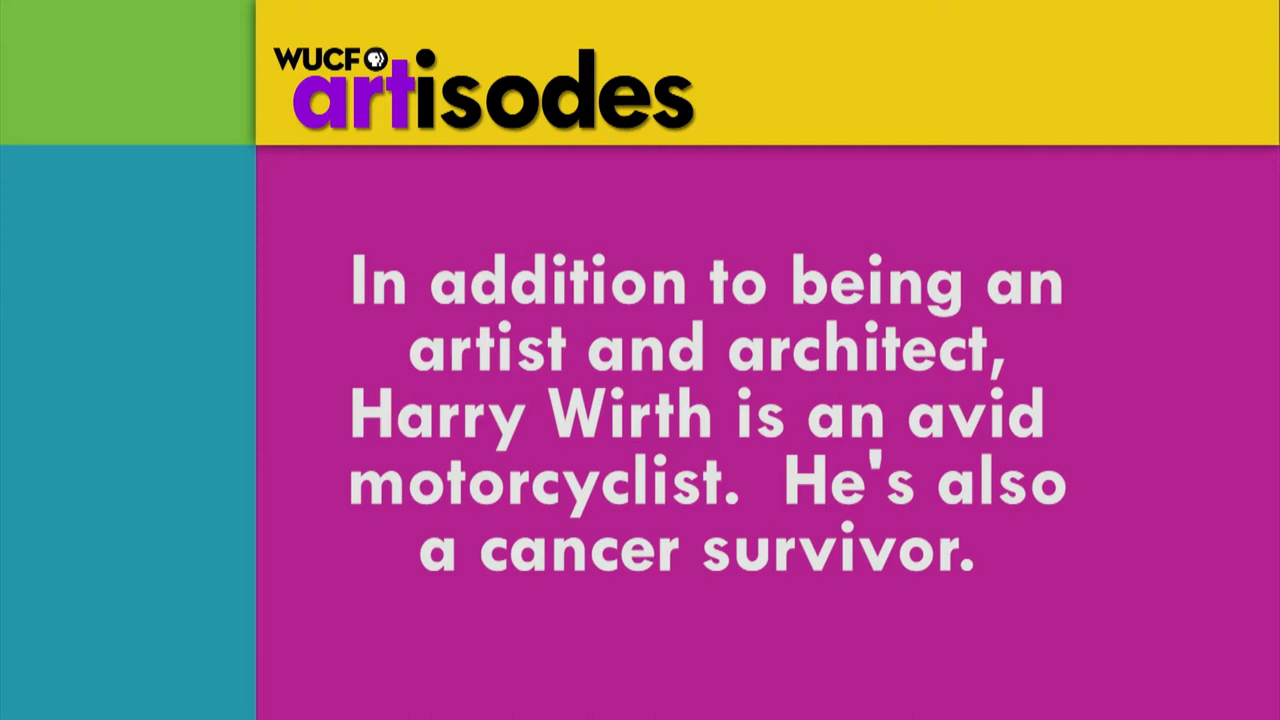 WUCF
artisodes
In addition to being an
artist and architect,
Harry Wirth is an avid
motorcyclist.  He's also
a cancer survivor.